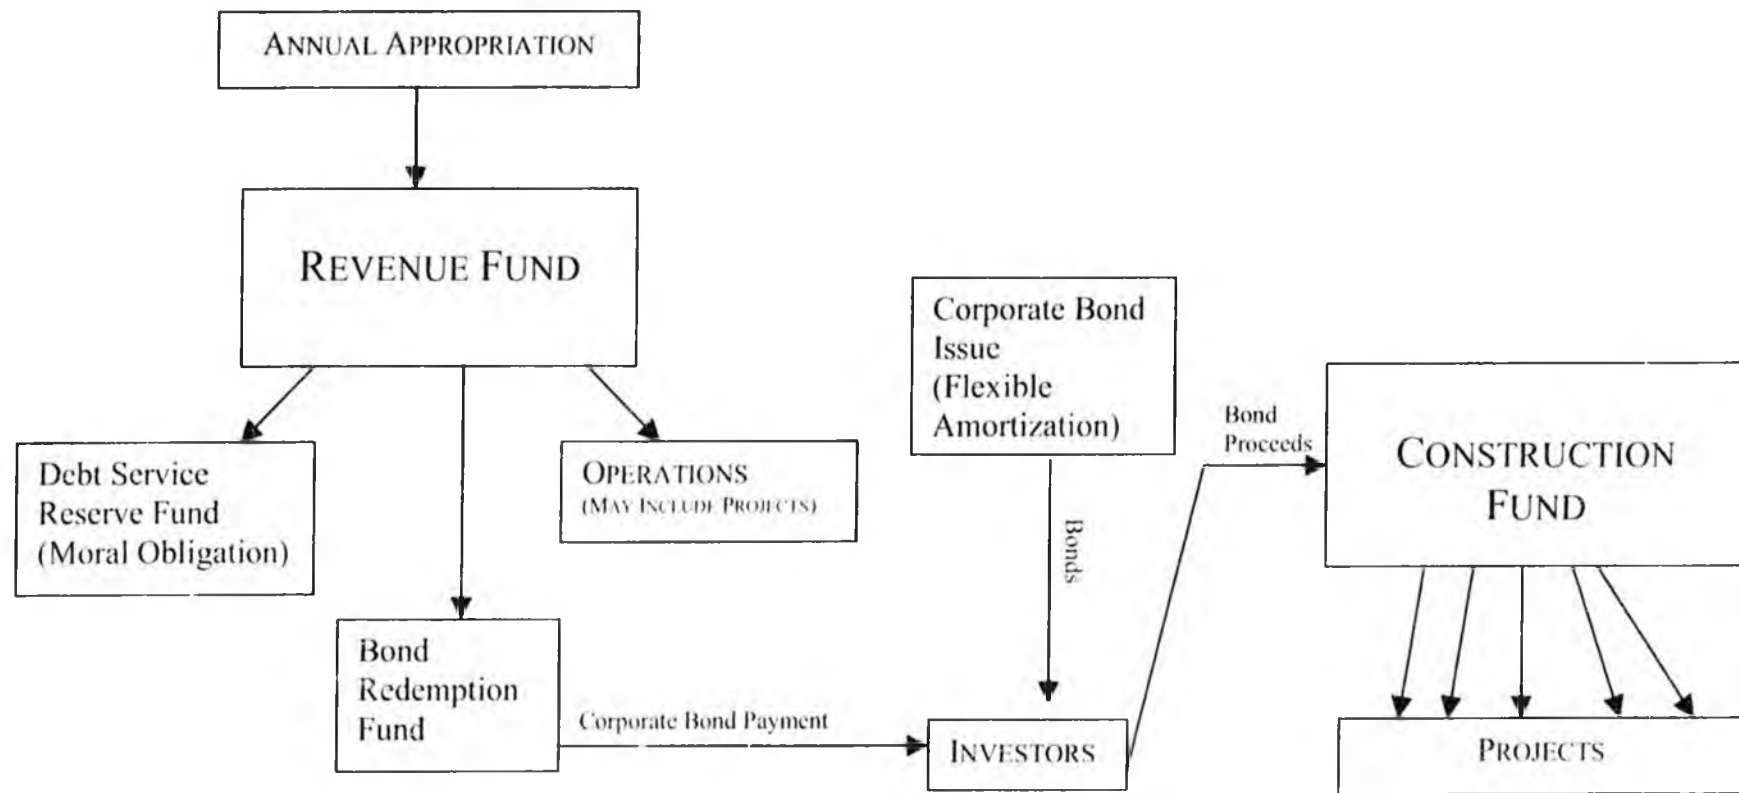 ANNUAL APPROPRIATION
REVENUE FUND
Debt Service
Reserve Fund
(Moral Obligation)
OPERATIONS
(MAY INCLUDE PROJECTS)
Bond
Redemption
Fund
Corporate Bond Payment
Corporate Bond
Issue
(Flexible
Amortization)
Bonds
INVESTORS
Bond
Proceeds
CONSTRUCTION
FUND
PROJECTS